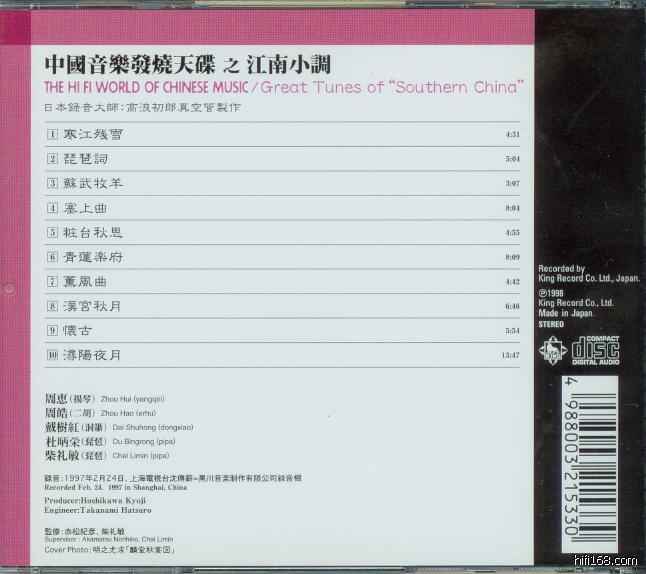 中國音樂發燒天碟 之 江南小調
THE HI FI WORLD OF CHINESE MUSIC / Great Tunes of “Southern China”
日本録音大師：高浪初郎真空管製作
1 寒江残雪 4:31
2 琵琶詞 5:04
3 蘇武牧羊 3:07
4 塞上曲 8:04
5 粧台秋思 4:55
6 青蓮楽府 8:09
7 薫風曲 4:42
8 漢宮秋月 6:46
9 懐古 5:54
10 潯陽夜月 13:47
周恵（揚琴） Zhou Hui (yangqin)
周皓（二胡） Zhou Hao (erhu)
戴樹紅（洞簫） Dai Shuhong (dongxiao)
杜昞栄（琵琶） Du Bingrong (pipa)
柴礼敏（琵琶） Chai Limin (pipa)
録音：1997年2月24日、上海電視台沈傳薪=黒川音楽制作有限公司録音棚
Recorded Feb. 24. 1997 in Shanghai, China
Producer:Hoshikawa Kyoji
Engineer:Takanami Hatsuro
監修：赤松紀彦、柴礼敏
Supervisor : Akamatsu Norihiko, Chai Limin
Cover Photo : 明之尤求「麟堂秋宴図」
Recorded by
King Record Co. Ltd., Japan.
℗1998
King Record Co., Ltd.
Made in Japan.
STEREO
KING
COMPACT
disc
DIGITAL AUDIO
4 988003 215330
hifi168.com